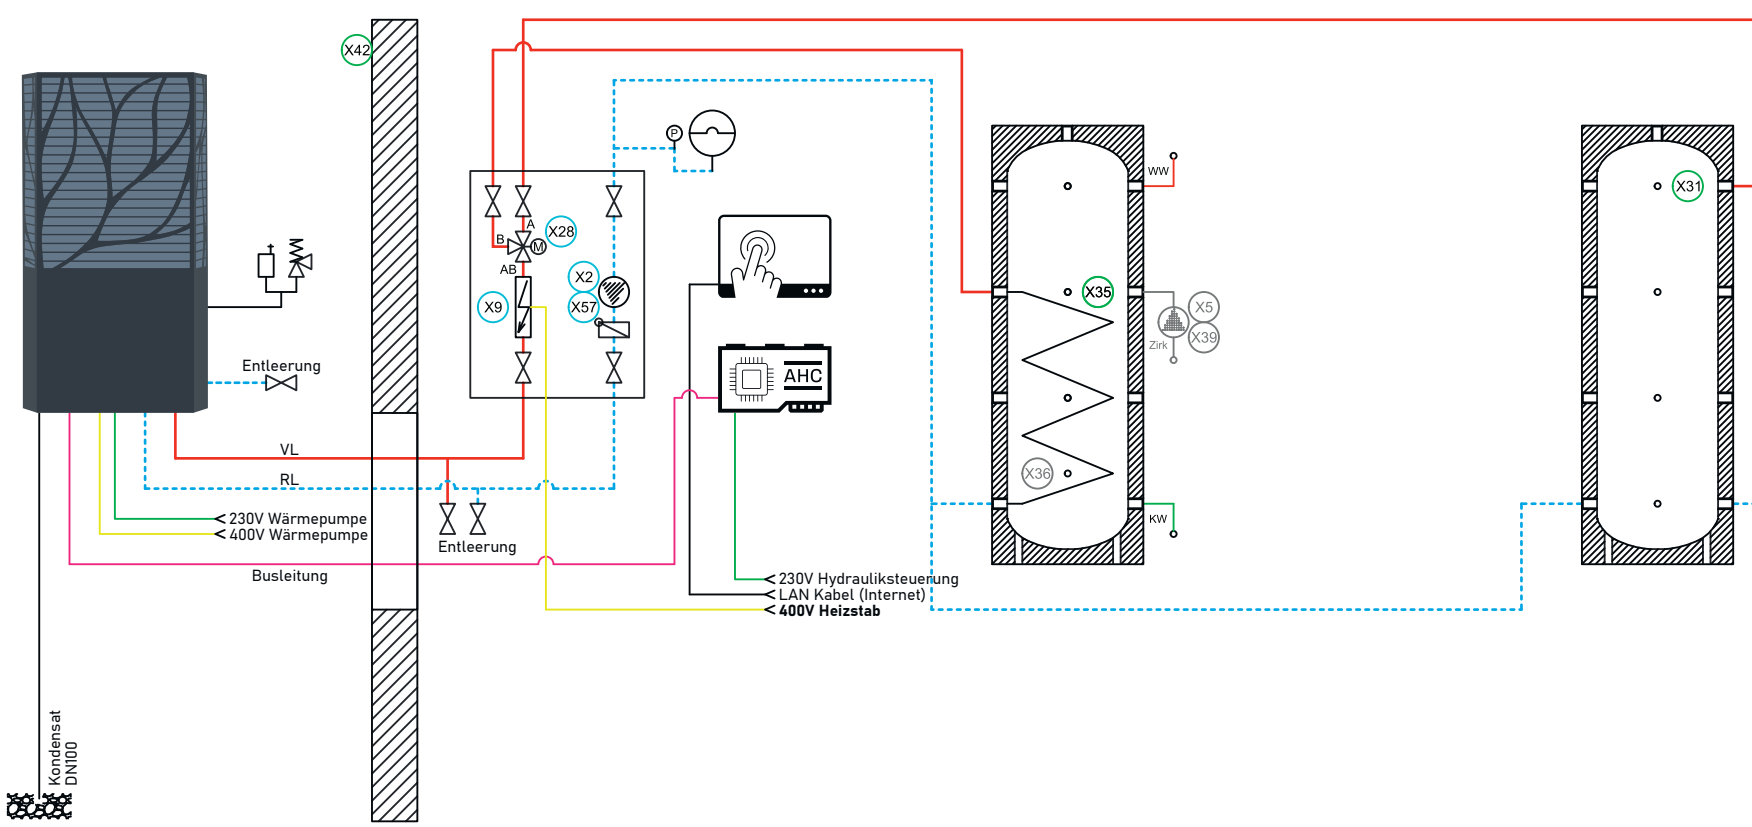 X42
P
WW
X31
A
X28
B
M
AB
X2
X9
X57
X35
X5
X39
Zirk
Entleerung
AHC
VL
RL
X36
230V Wärmepumpe
400V Wärmepumpe
Entleerung
KW
Busleitung
230V Hydrauliksteuerung
LAN Kabel (Internet)
400V Heizstab
Kondensat
DN100